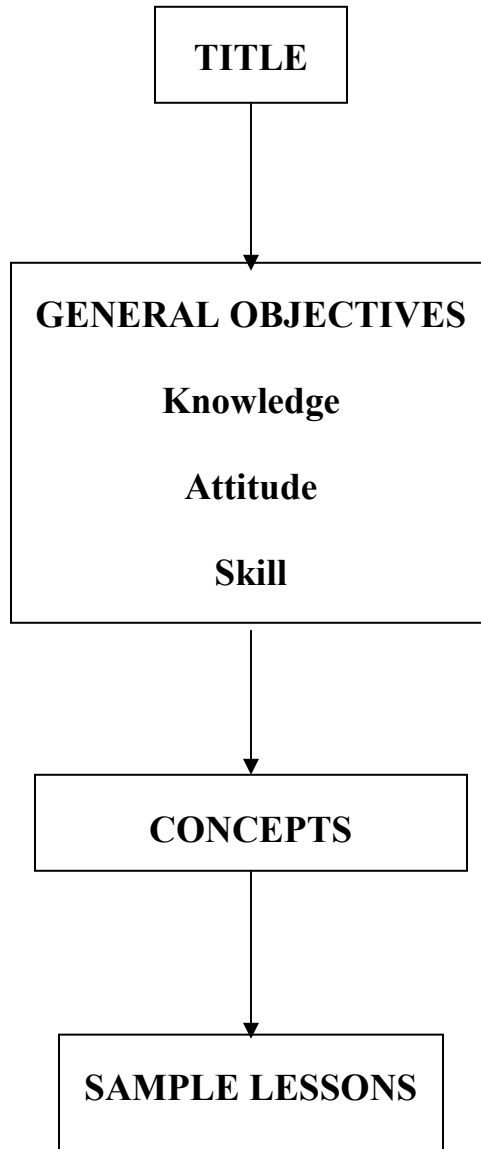 TITLE
GENERAL OBJECTIVES
Knowledge
Attitude
Skill
CONCEPTS
SAMPLE LESSONS